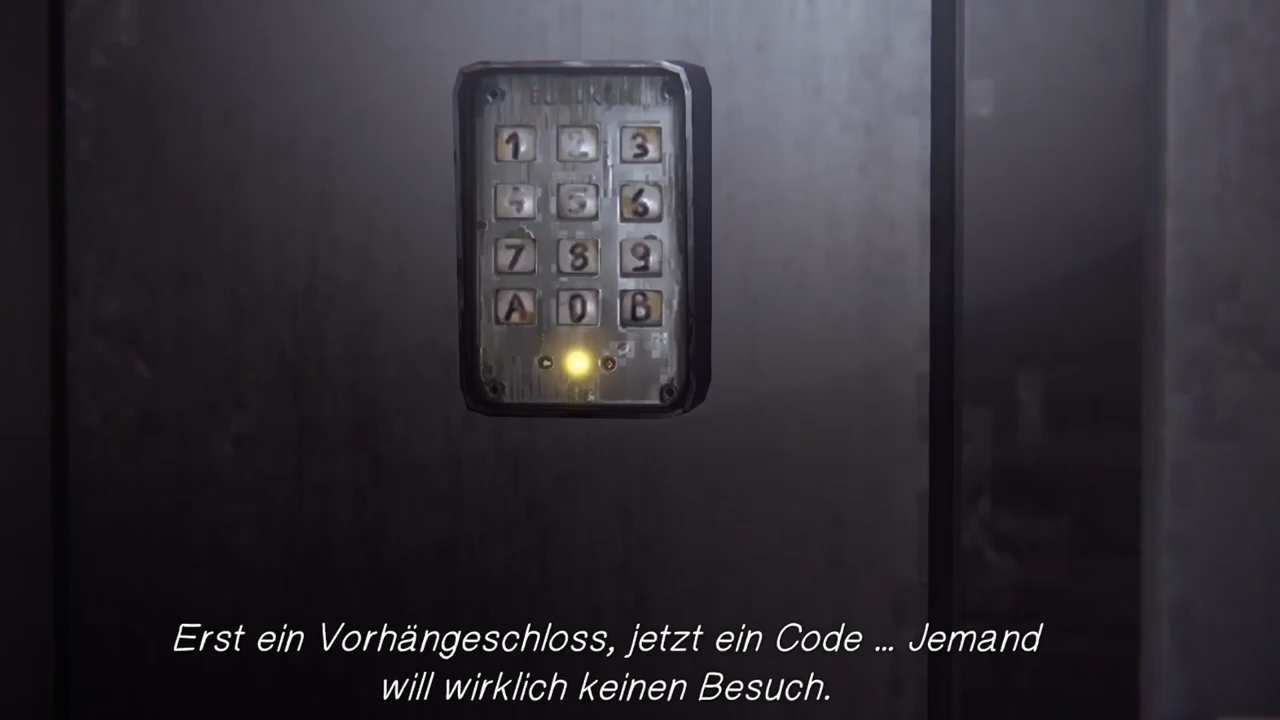 1 2 3
4 5 6
7 8 9
A 0 B
Erst ein Vorhängeschloss, jetzt ein Code ... Jemand
will wirklich keinen Besuch.